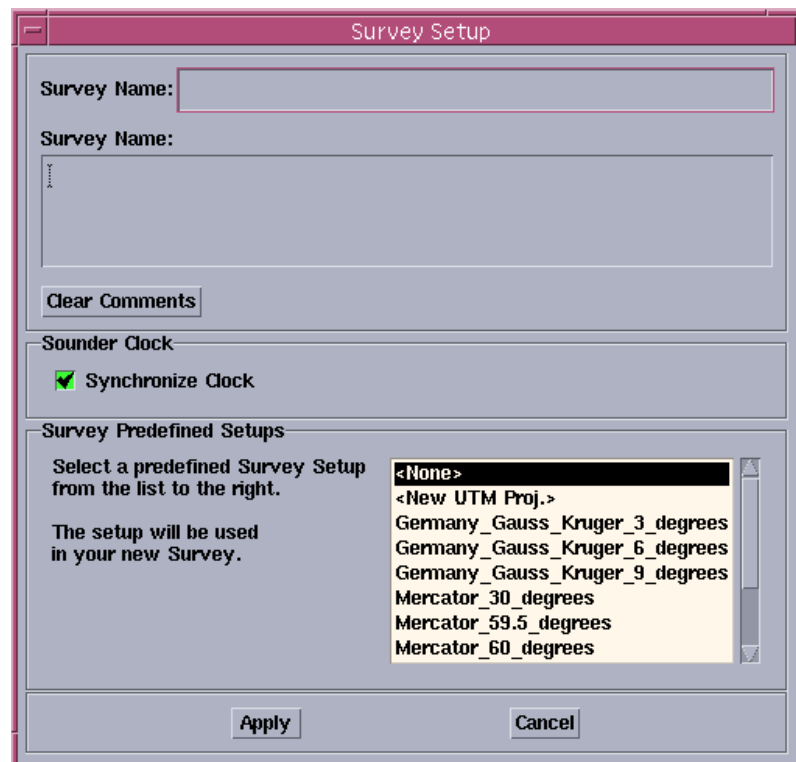 Survey Setup
Survey Name:
Survey Name:
Clear Comments
Sounder Clock
Synchronize Clock
Survey Predefined Setups
Select a predefined Survey Setup
from the list to the right.
The setup will be used
in your new Survey.
<None>
<New UTM Proj.>
Germany_Gauss_Kruger_3_degrees
Germany_Gauss_Kruger_6_degrees
Germany_Gauss_Kruger_9_degrees
Mercator_30_degrees
Mercator_59.5_degrees
Mercator_60_degrees
Apply
Cancel